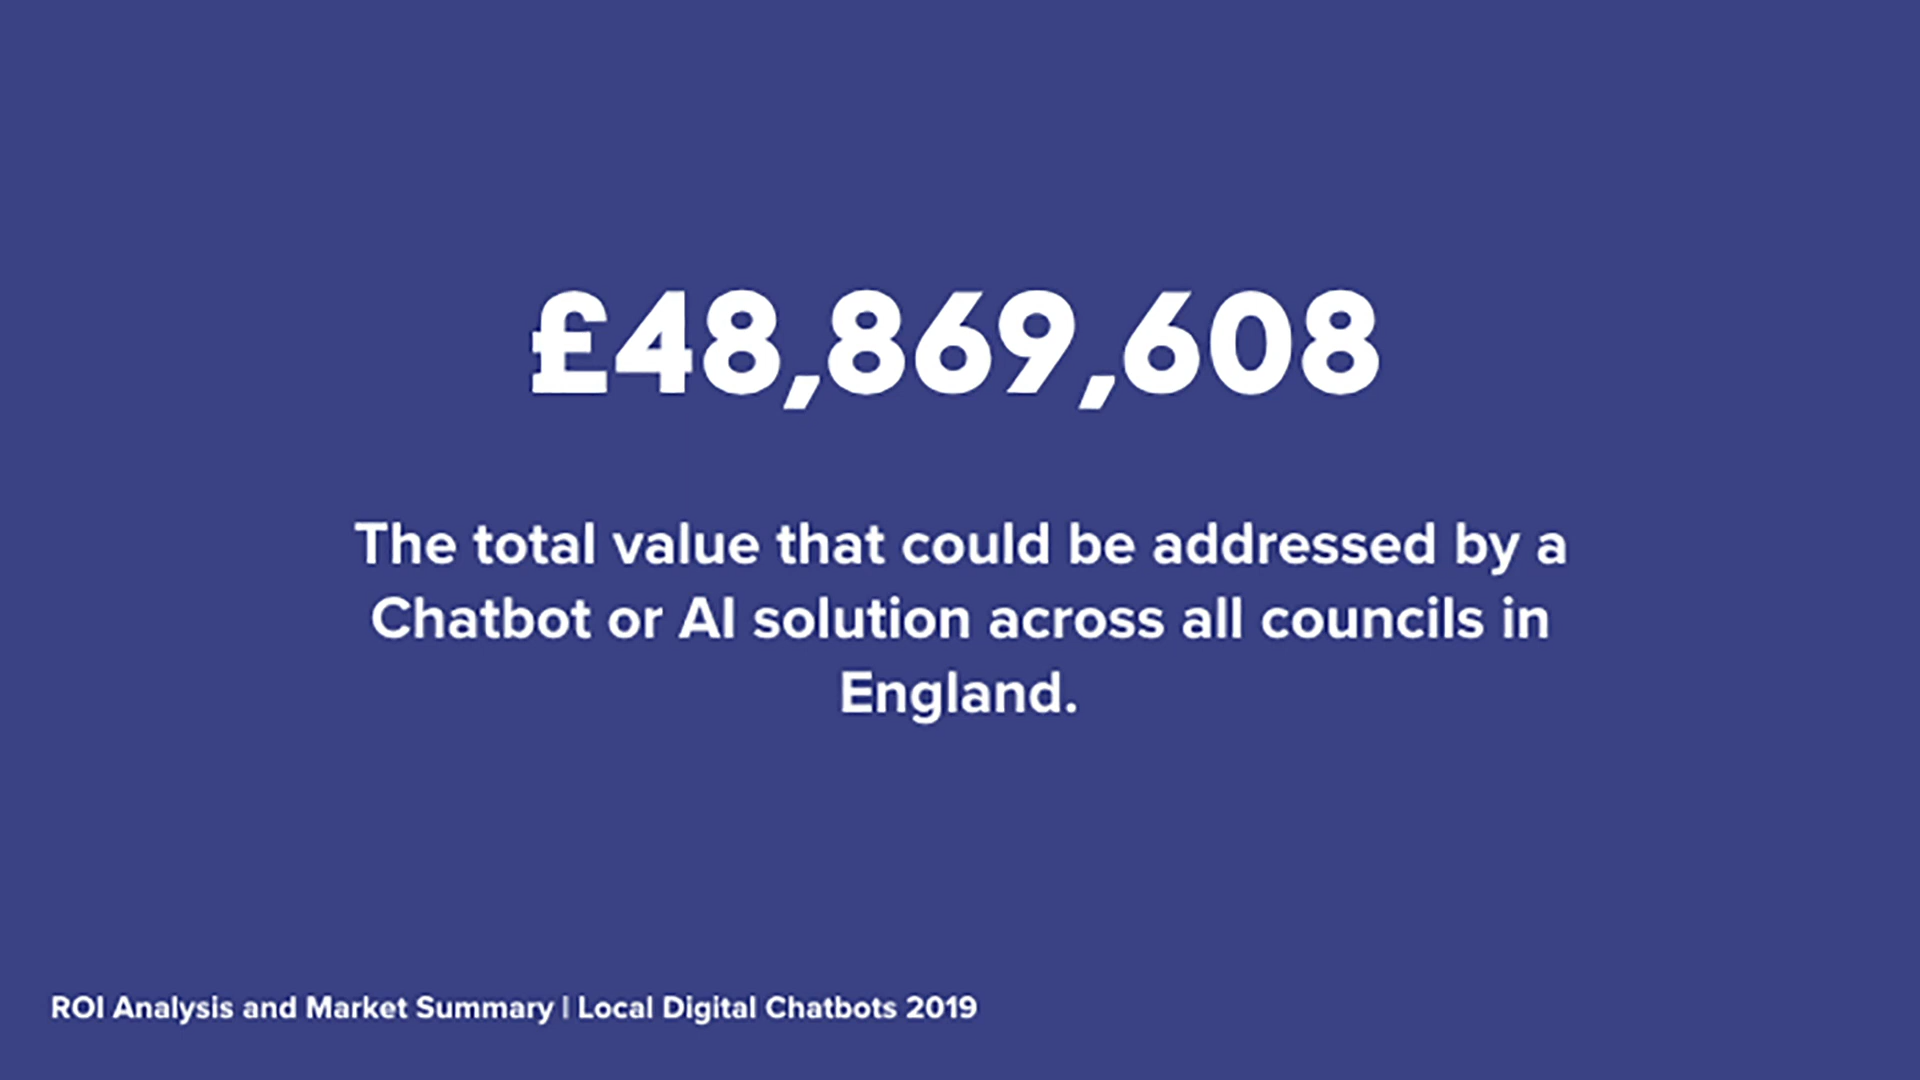 £48,869,608
The total value that could be addressed by a
Chatbot or AI solution across all councils in
England.
ROI Analysis and Market Summary | Local Digital Chatbots 2019